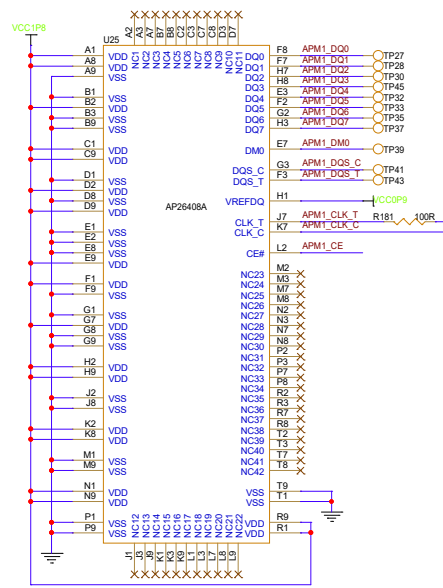 VCC1P8
U25
A2 A3 A7 B7 B8 C2 C3 C7 C8 D3 D7
NC1 NC2 NC3 NC4 NC5 NC6 NC7 NC8 NC9 NC10 NC11
A1 VDD
A8 VDD
A9 VSS
B1 VSS
B2 VDD
B3 VSS
B9 VSS
C1 VDD
C9 VDD
D1 VSS
D2 VDD
D8 VSS
D9 VDD
E1 VSS
E2 VSS
E8 VSS
E9 VDD
F1 VDD
F9 VSS
G1 VSS
G7 VDD
G8 VSS
G9 VSS
H2 VDD
H9 VDD
J2 VSS
J8 VSS
K2 VDD
K8 VDD
M1 VSS
M9 VSS
N1 VDD
N9 VDD
P1 VSS
P9 VSS
AP26408A
DQ0 F8 APM1_DQ0 TP27
DQ1 F7 APM1_DQ1 TP28
DQ2 H7 APM1_DQ2 TP30
DQ3 H8 APM1_DQ3 TP45
DQ4 E3 APM1_DQ4 TP32
DQ5 F2 APM1_DQ5 TP33
DQ6 G2 APM1_DQ6 TP35
DQ7 H3 APM1_DQ7 TP37
DM0 E7 APM1_DM0 TP39
DQS_C G3 APM1_DQS_C TP41
DQS_T F3 APM1_DQS_T TP43
VREFDQ H1 VCC0P9
CLK_T J7 APM1_CLK_T R181 100R
CLK_C K7 APM1_CLK_C
CE# L2 APM1_CE
NC23 M2
NC24 M3
NC25 M7
NC26 M8
NC27 N2
NC28 N3
NC29 N7
NC30 N8
NC31 P2
NC32 P3
NC33 P7
NC34 P8
NC35 R2
NC36 R3
NC37 R7
NC38 R8
NC39 T2
NC40 T3
NC41 T7
NC42 T8
VSS T9
VSS T1
VDD R9
VDD R1
NC12 NC13 NC14 NC15 NC16 NC17 NC18 NC19 NC20 NC21 NC22
J1 J3 J9 K1 K3 K9 L1 L3 L7 L8 L9